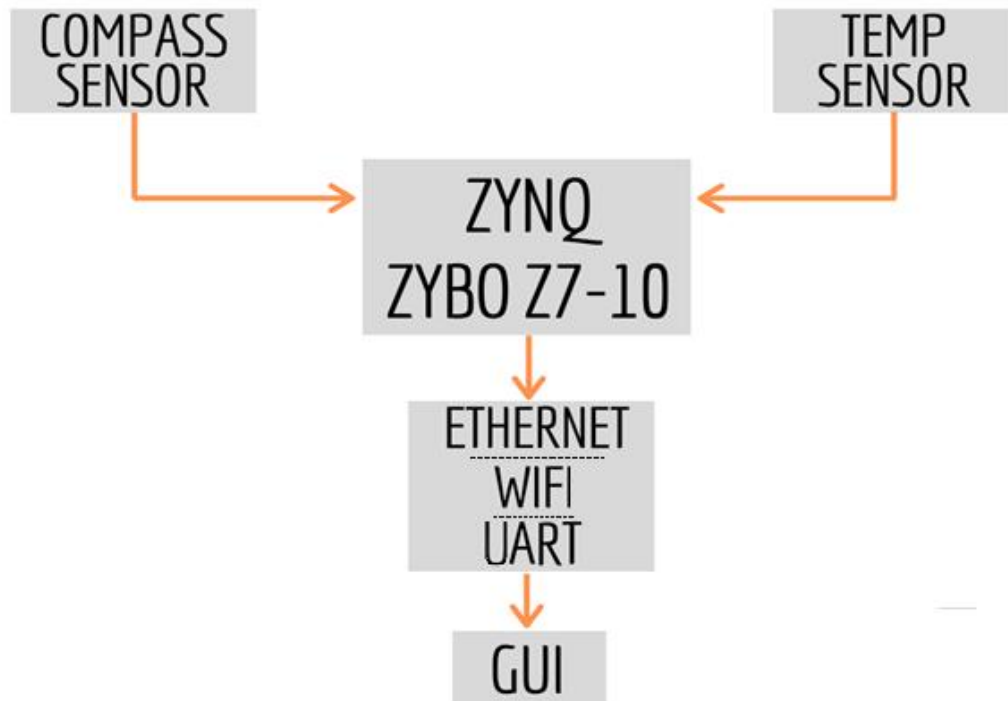 COMPASS
SENSOR
TEMP
SENSOR
ZYNQ
ZYBO Z7-10
ETHERNET
WIFI
UART
GUI